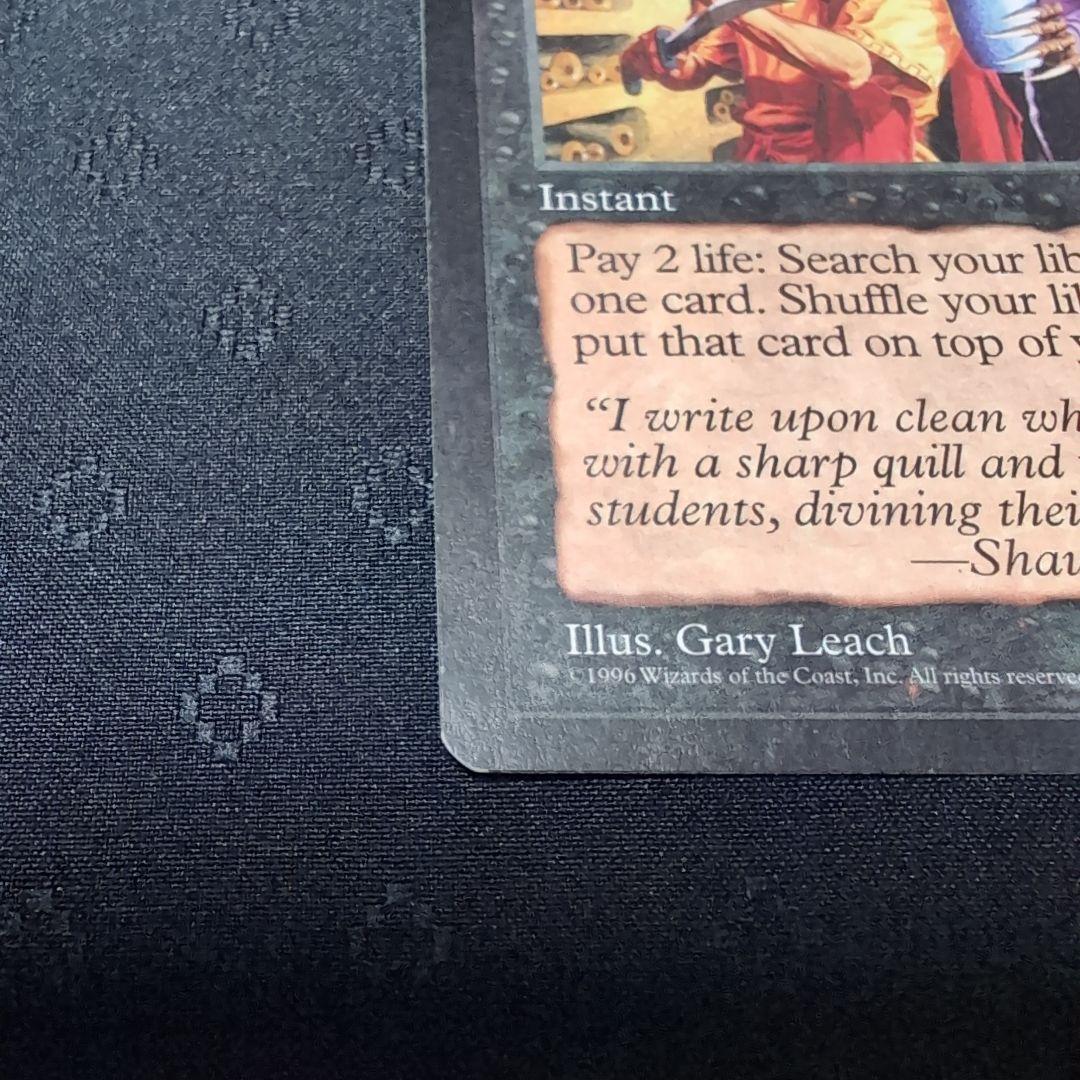 Instant
Pay 2 life: Search your lib
one card. Shuffle your li
put that card on top of
“I write upon clean wh
with a sharp quill and
students, divining thei
—Shau
Illus. Gary Leach
©1996 Wizards of the Coast, Inc. All rights reserve